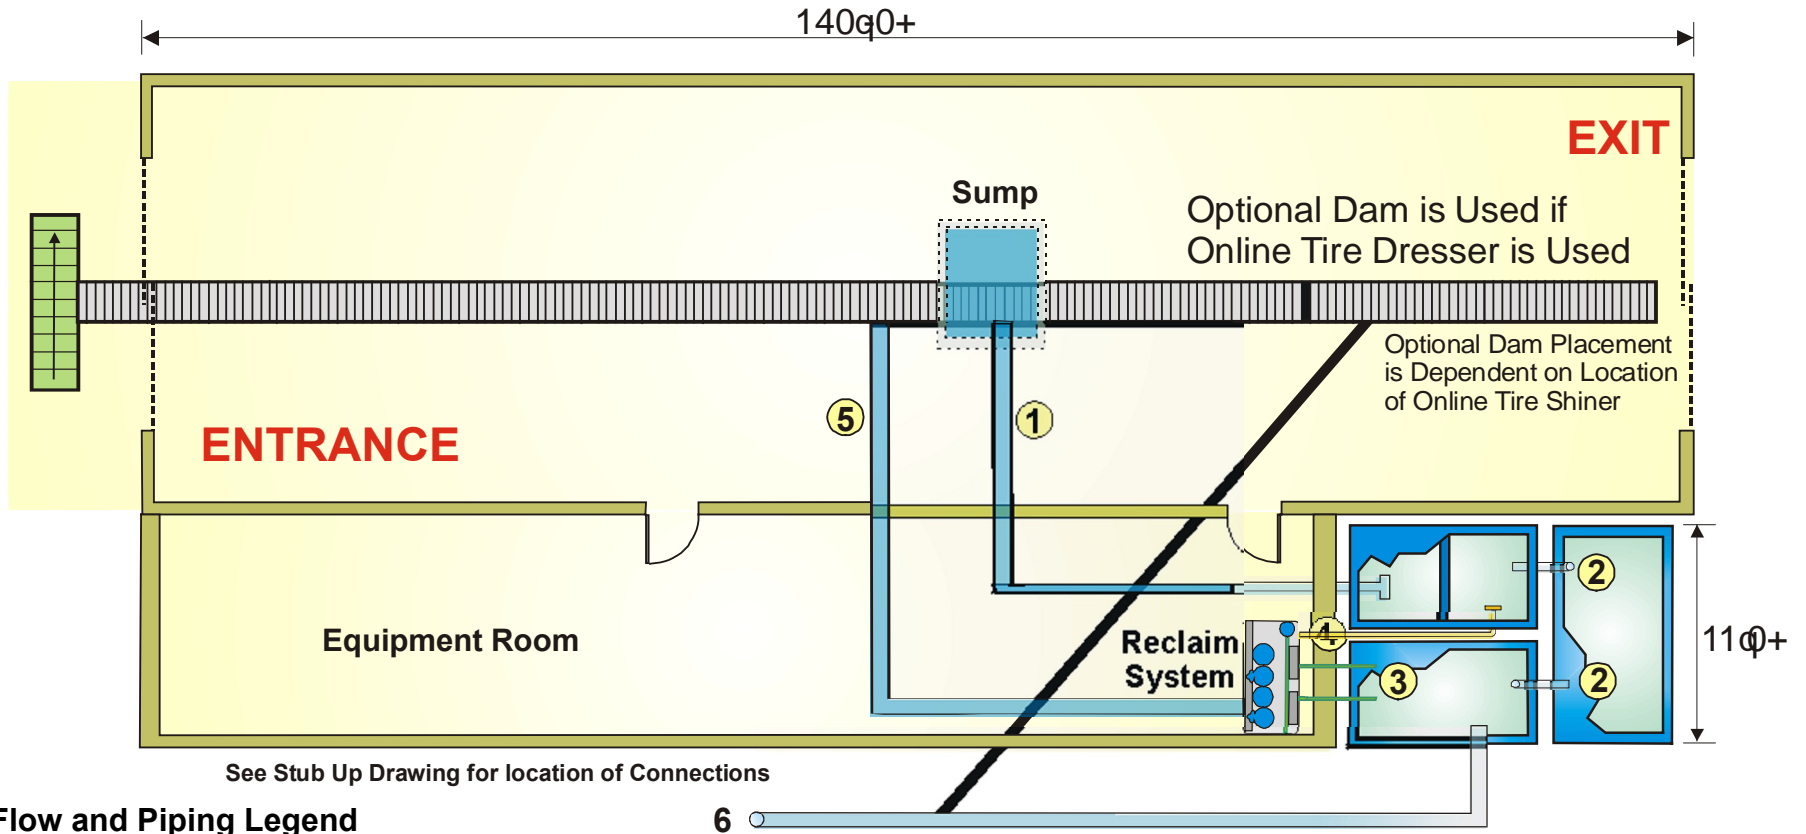 140q0+
EXIT
Sump
Optional Dam is Used if
Online Tire Dresser is Used
Optional Dam Placement
is Dependent on Location
of Online Tire Shiner
5
1
ENTRANCE
2
Equipment Room
Reclaim
System
4
3
2
11q0+
See Stub Up Drawing for location of Connections
Flow and Piping Legend
6